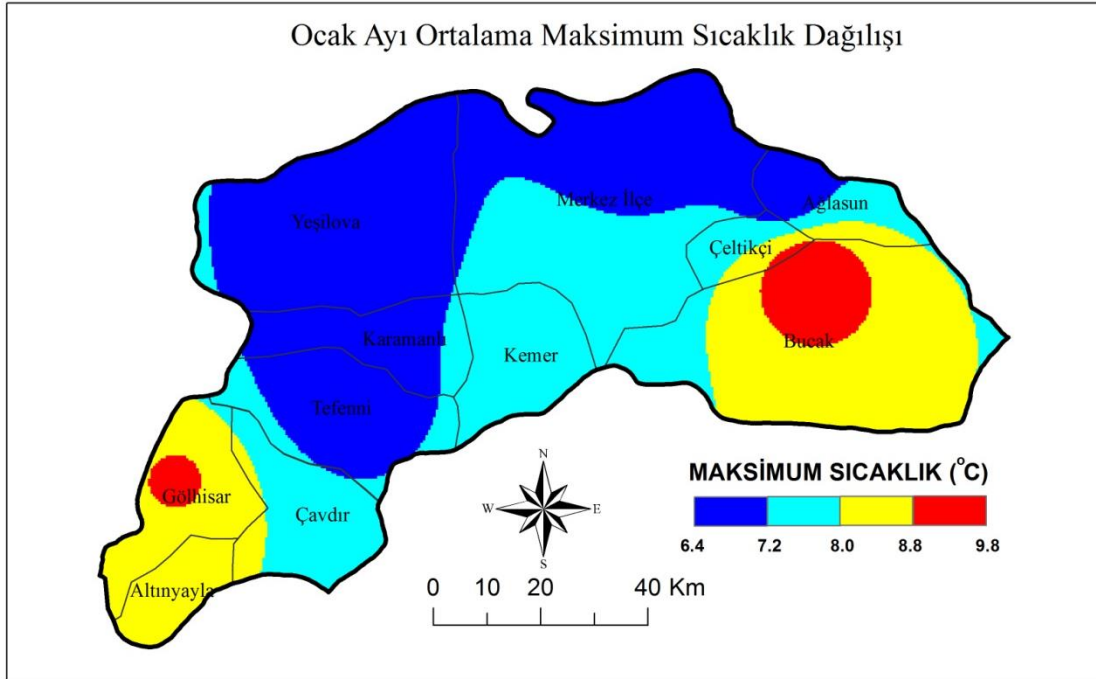 Ocak Ayı Ortalama Maksimum Sıcaklık Dağılışı
Merkez İlçe
Ağlasun
Yeşilova
Çeltikçi
Karamanlı
Kemer
Bucak
Tefenni
Gölhisar
Çavdır
Altınyayla
N
W
E
S
MAKSİMUM SICAKLIK (°C)
6.4 7.2 8.0 8.8 9.8
0 10 20 40 Km